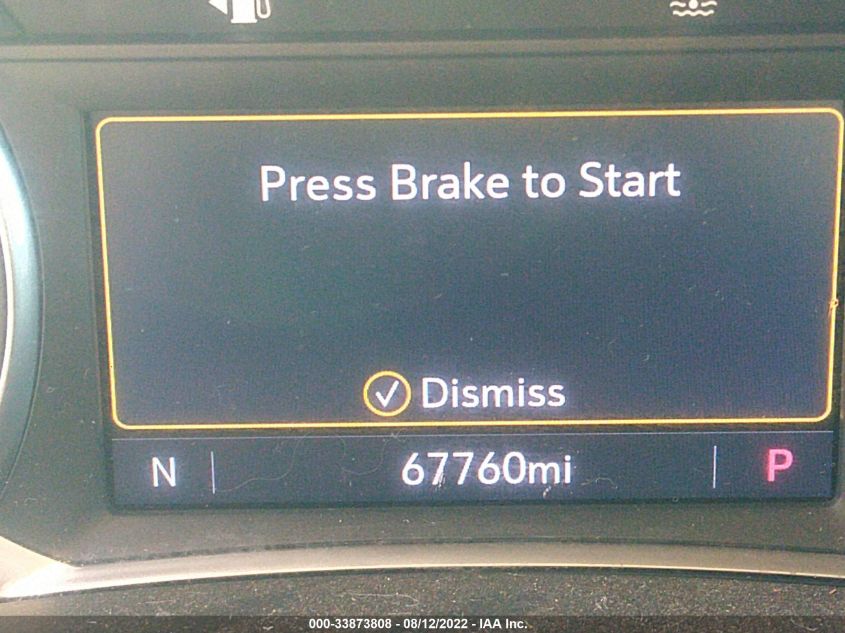 Press Brake to Start
Dismiss
N 67760mi P
000-33873808 - 08/12/2022 - IAA Inc.